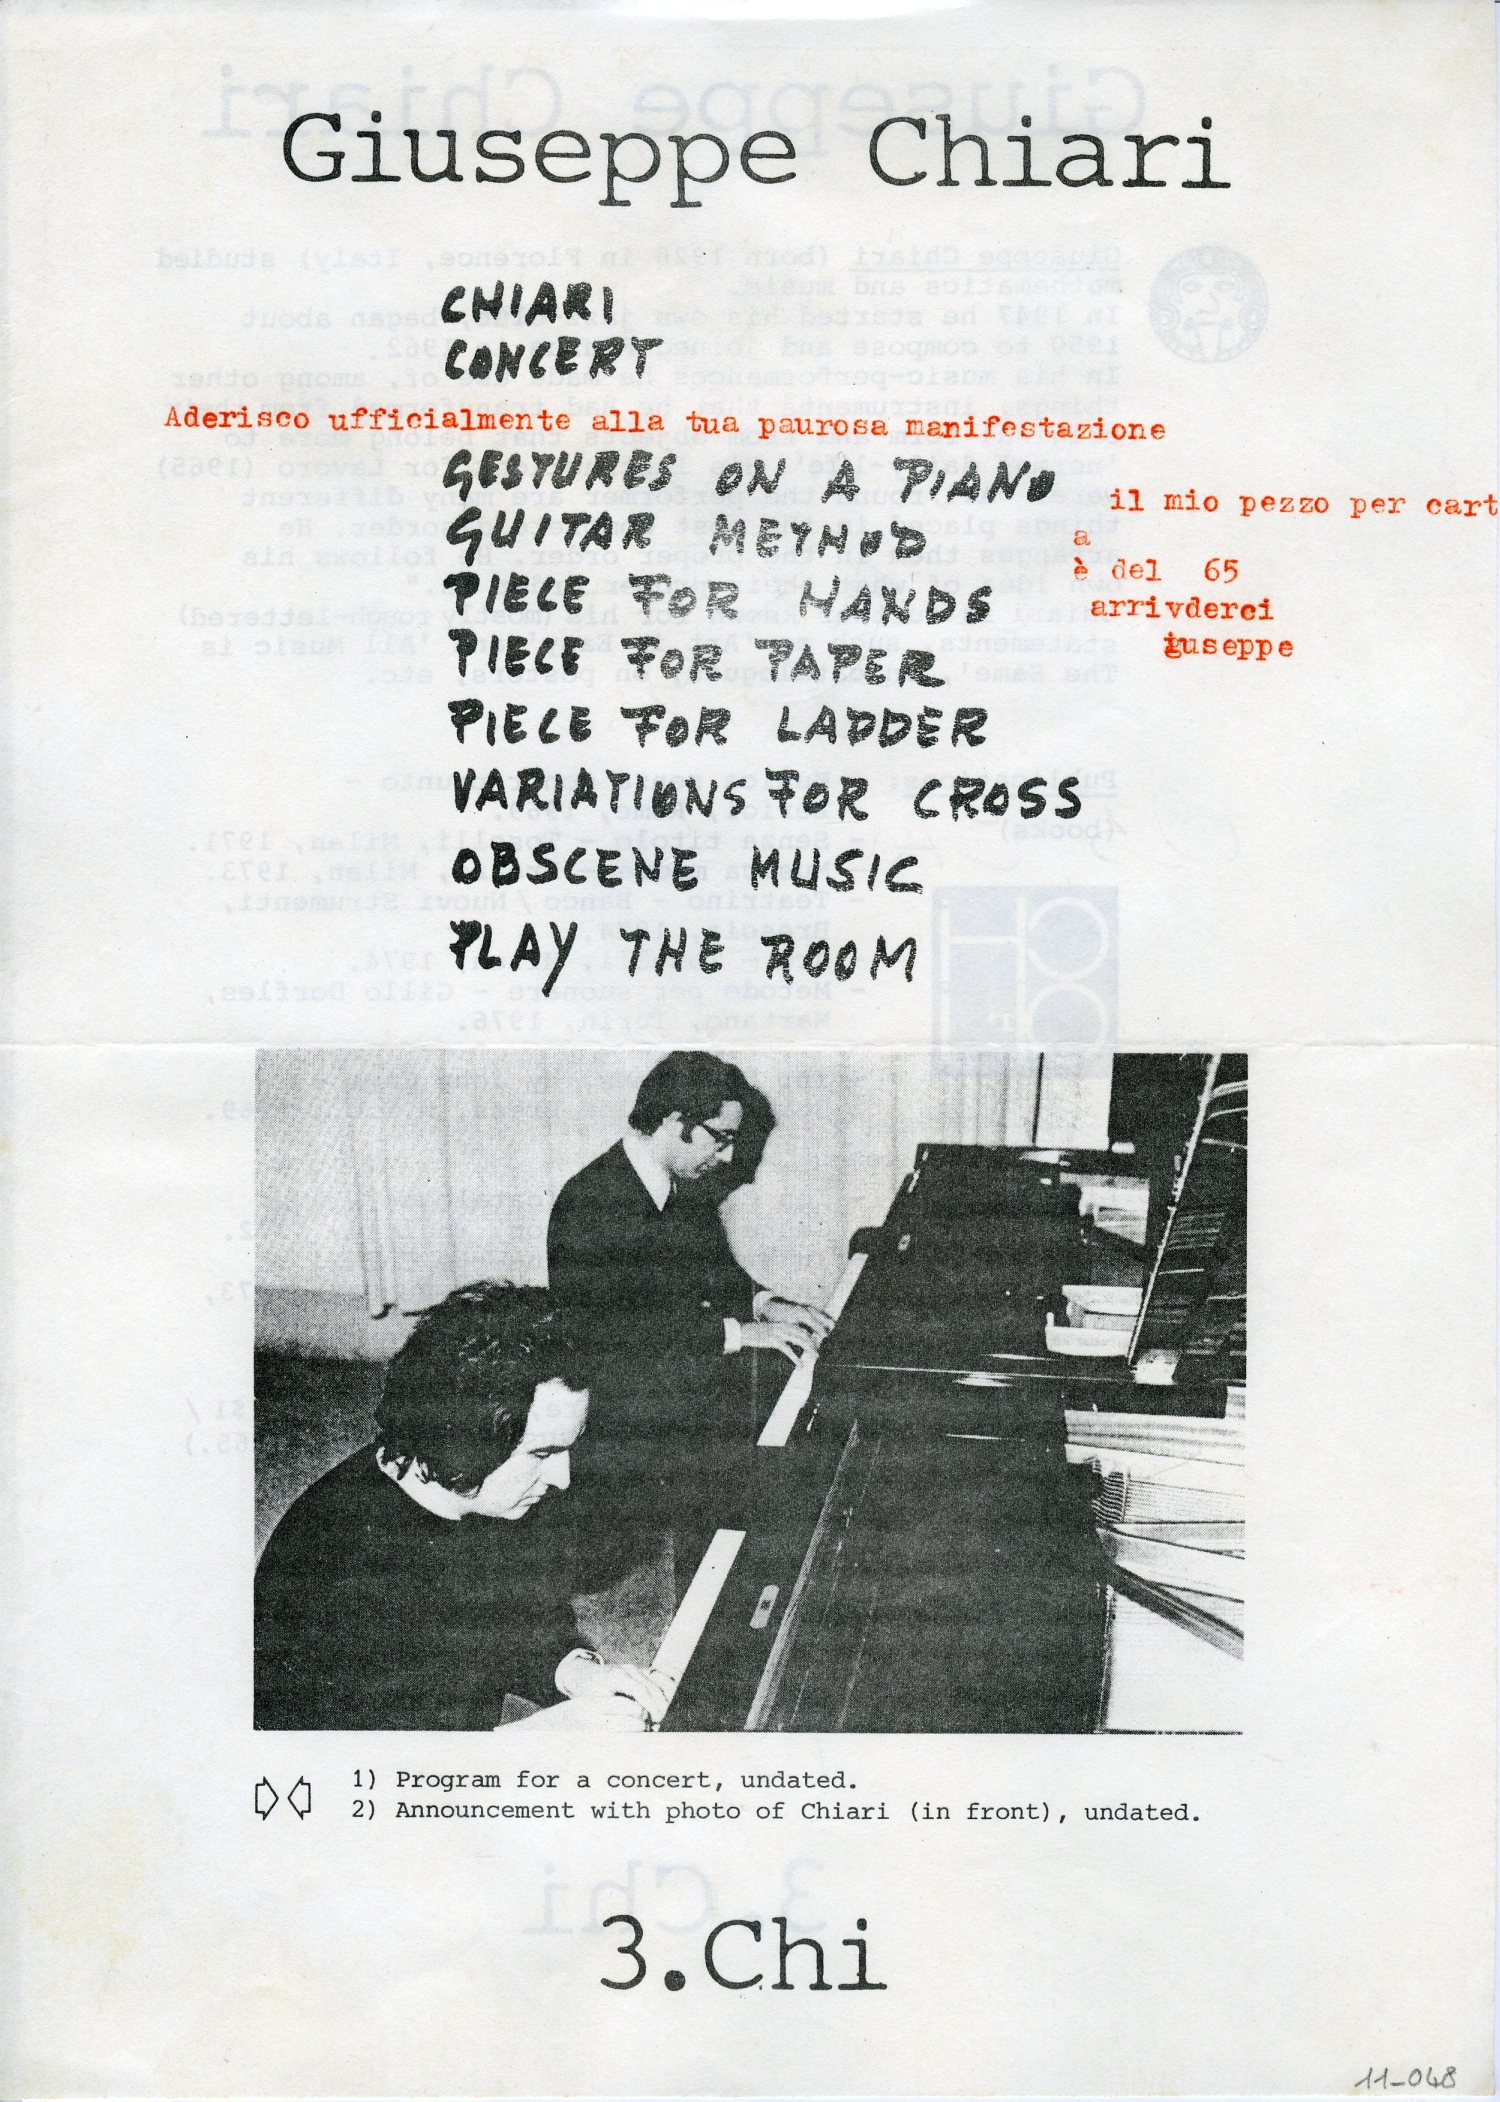 Giuseppe Chiari
CHIARI
CONCERT
Aderisco ufficialmente alla tua paurosa manifestazione
GESTURES ON A PIANO
il mio pezzo per cart
GUITAR METHOD
a
è del 65
PIECE FOR HANDS
arrivderci
PIECE FOR PAPER
iuseppe
PIECE FOR LADDER
VARIATIONS FOR CROSS
OBSCENE MUSIC
PLAY THE ROOM
1) Program for a concert, undated.
2) Announcement with photo of Chiari (in front), undated.
3.Chi
11-048